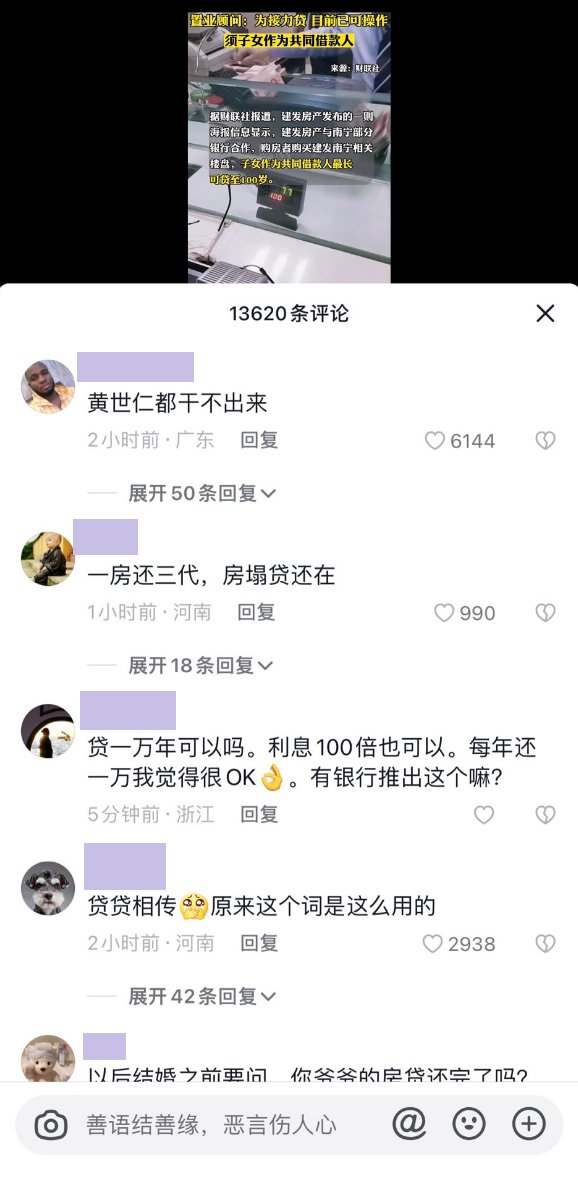 置业顾问：为接力贷 目前已可操作
须子女作为共同借款人
来源：财联社
据财联社报道，建发房产发布的一则
海报信息显示，建发房产与南宁部分
银行合作，购房者购买建发南宁相关
楼盘，子女作为共同借款人最长
可贷至100岁。
77
100
13620条评论
黄世仁都干不出来
2小时前·广东 回复 6144
展开50条回复
一房还三代，房塌贷还在
1小时前·河南 回复 990
展开18条回复
贷一万年可以吗。利息100倍也可以。每年还
一万我觉得很OK👌。有银行推出这个嘛?
5分钟前·浙江 回复
贷贷相传🥺原来这个词是这么用的
2小时前·河南 回复 2938
展开42条回复
以后结婚之前要问，你爷爷的房贷还完了吗?
善语结善缘，恶言伤人心